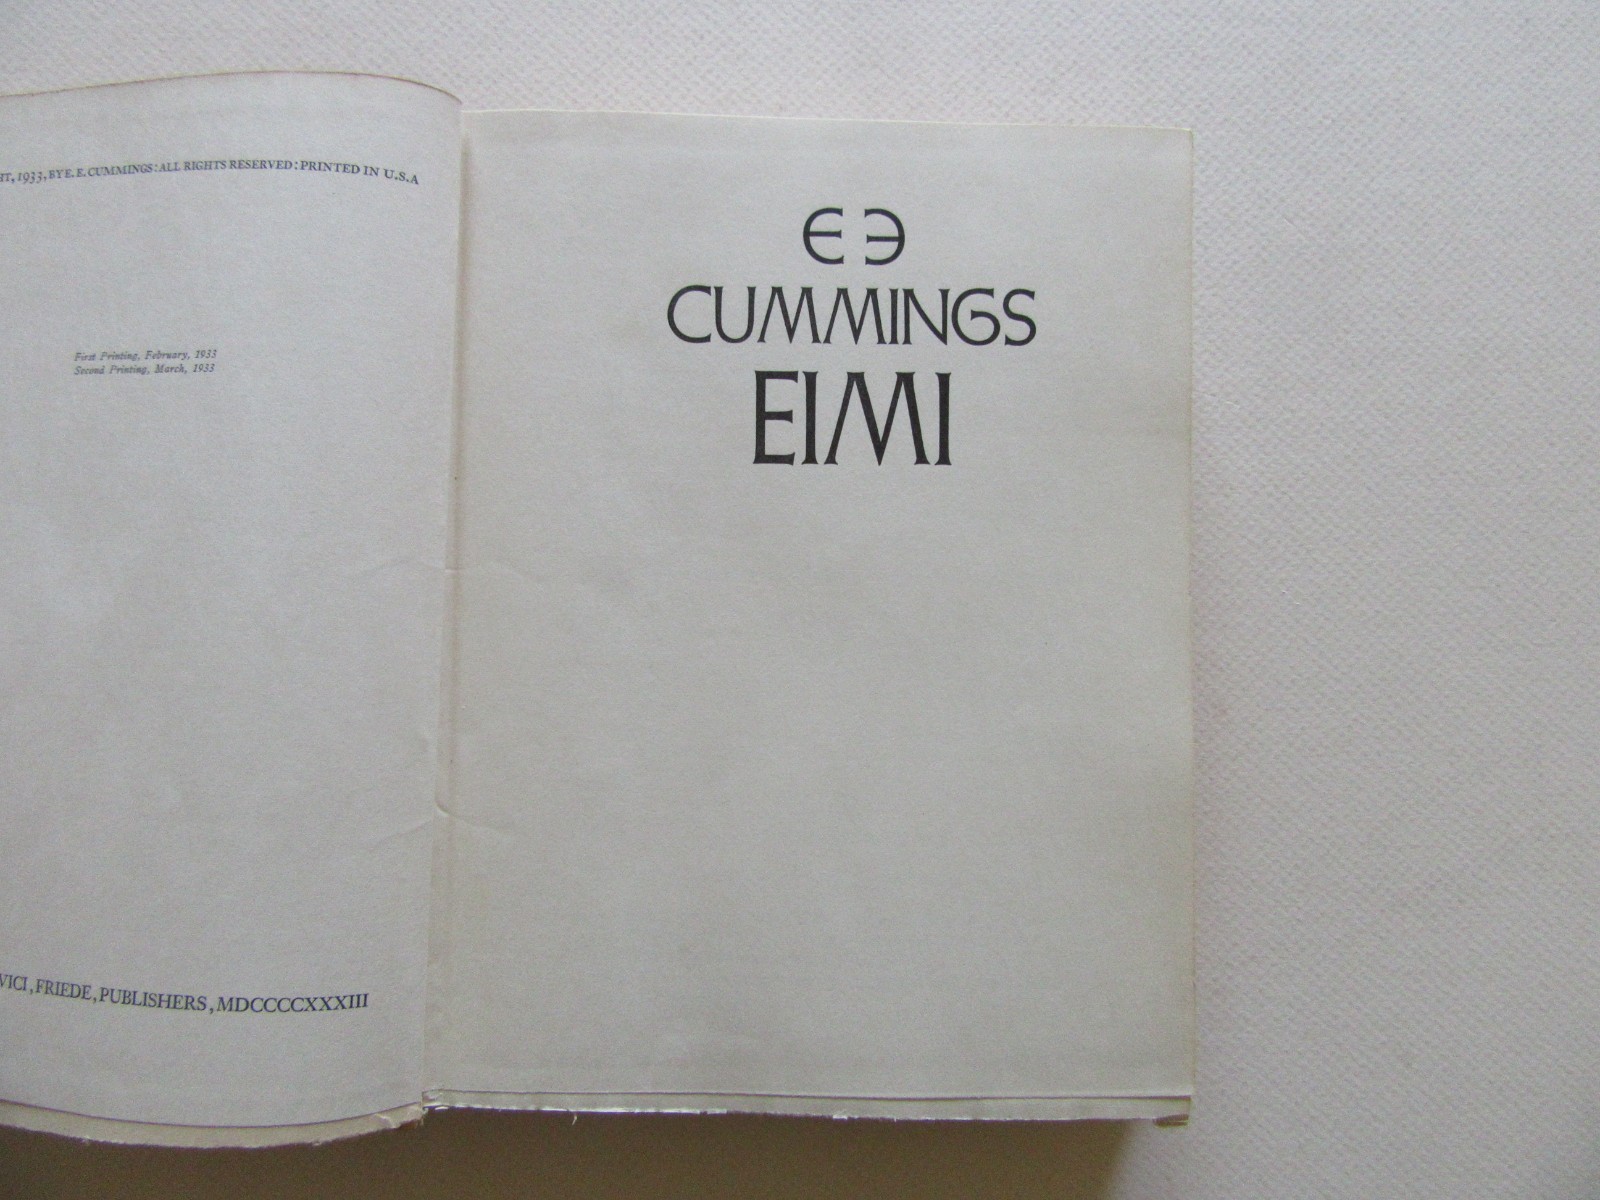 , 1933, BY E. E. CUMMINGS : ALL RIGHTS RESERVED : PRINTED IN U.S.A
First Printing, February, 1933
Second Printing, March, 1933
, FRIEDE, PUBLISHERS, MDCCCCXXXIII
E E
CUMMINGS
EIMI